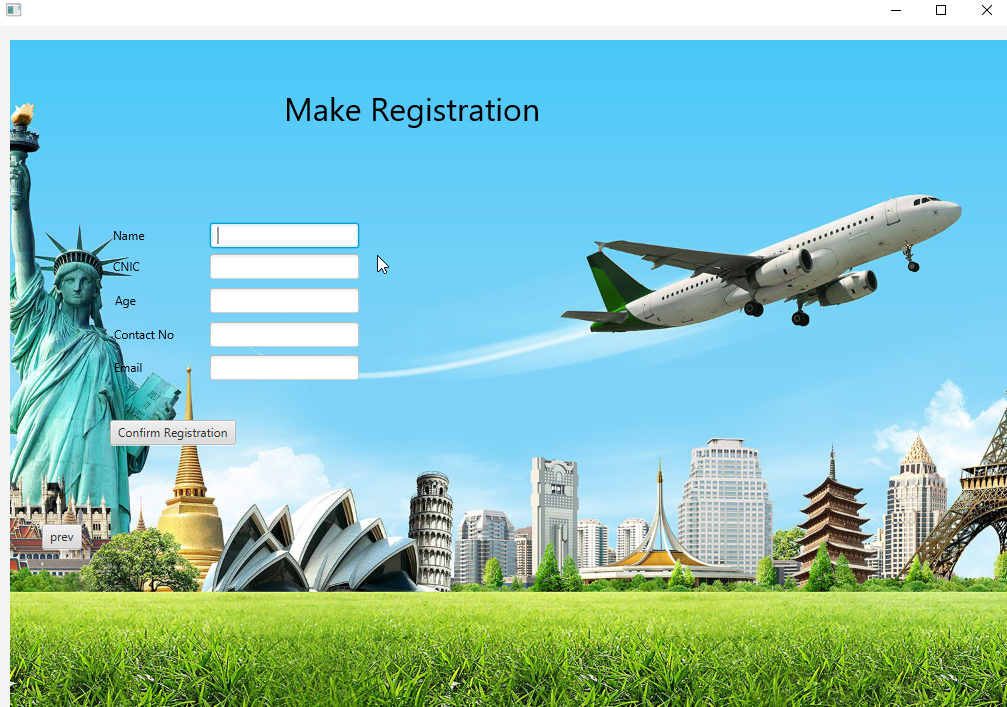 Make Registration
Name
CNIC
Age
Contact No
Email
Confirm Registration
prev